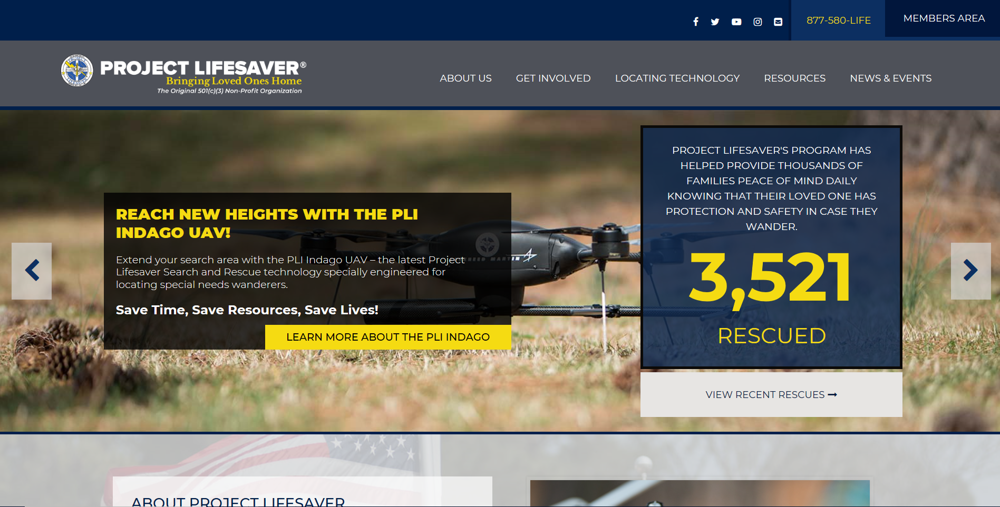 877-580-LIFE
MEMBERS AREA
PROJECT LIFESAVER®
Bringing Loved Ones Home
The Original 501(c)(3) Non-Profit Organization
ABOUT US
GET INVOLVED
LOCATING TECHNOLOGY
RESOURCES
NEWS & EVENTS
REACH NEW HEIGHTS WITH THE PLI
INDAGO UAV!
Extend your search area with the PLI Indago UAV – the latest Project
Lifesaver Search and Rescue technology specially engineered for
locating special needs wanderers.
Save Time, Save Resources, Save Lives!
LEARN MORE ABOUT THE PLI INDAGO
PROJECT LIFESAVER'S PROGRAM HAS
HELPED PROVIDE THOUSANDS OF
FAMILIES PEACE OF MIND DAILY
KNOWING THAT THEIR LOVED ONE HAS
PROTECTION AND SAFETY IN CASE THEY
WANDER.
3,521
RESCUED
VIEW RECENT RESCUES
ABOUT PROJECT LIFESAVER